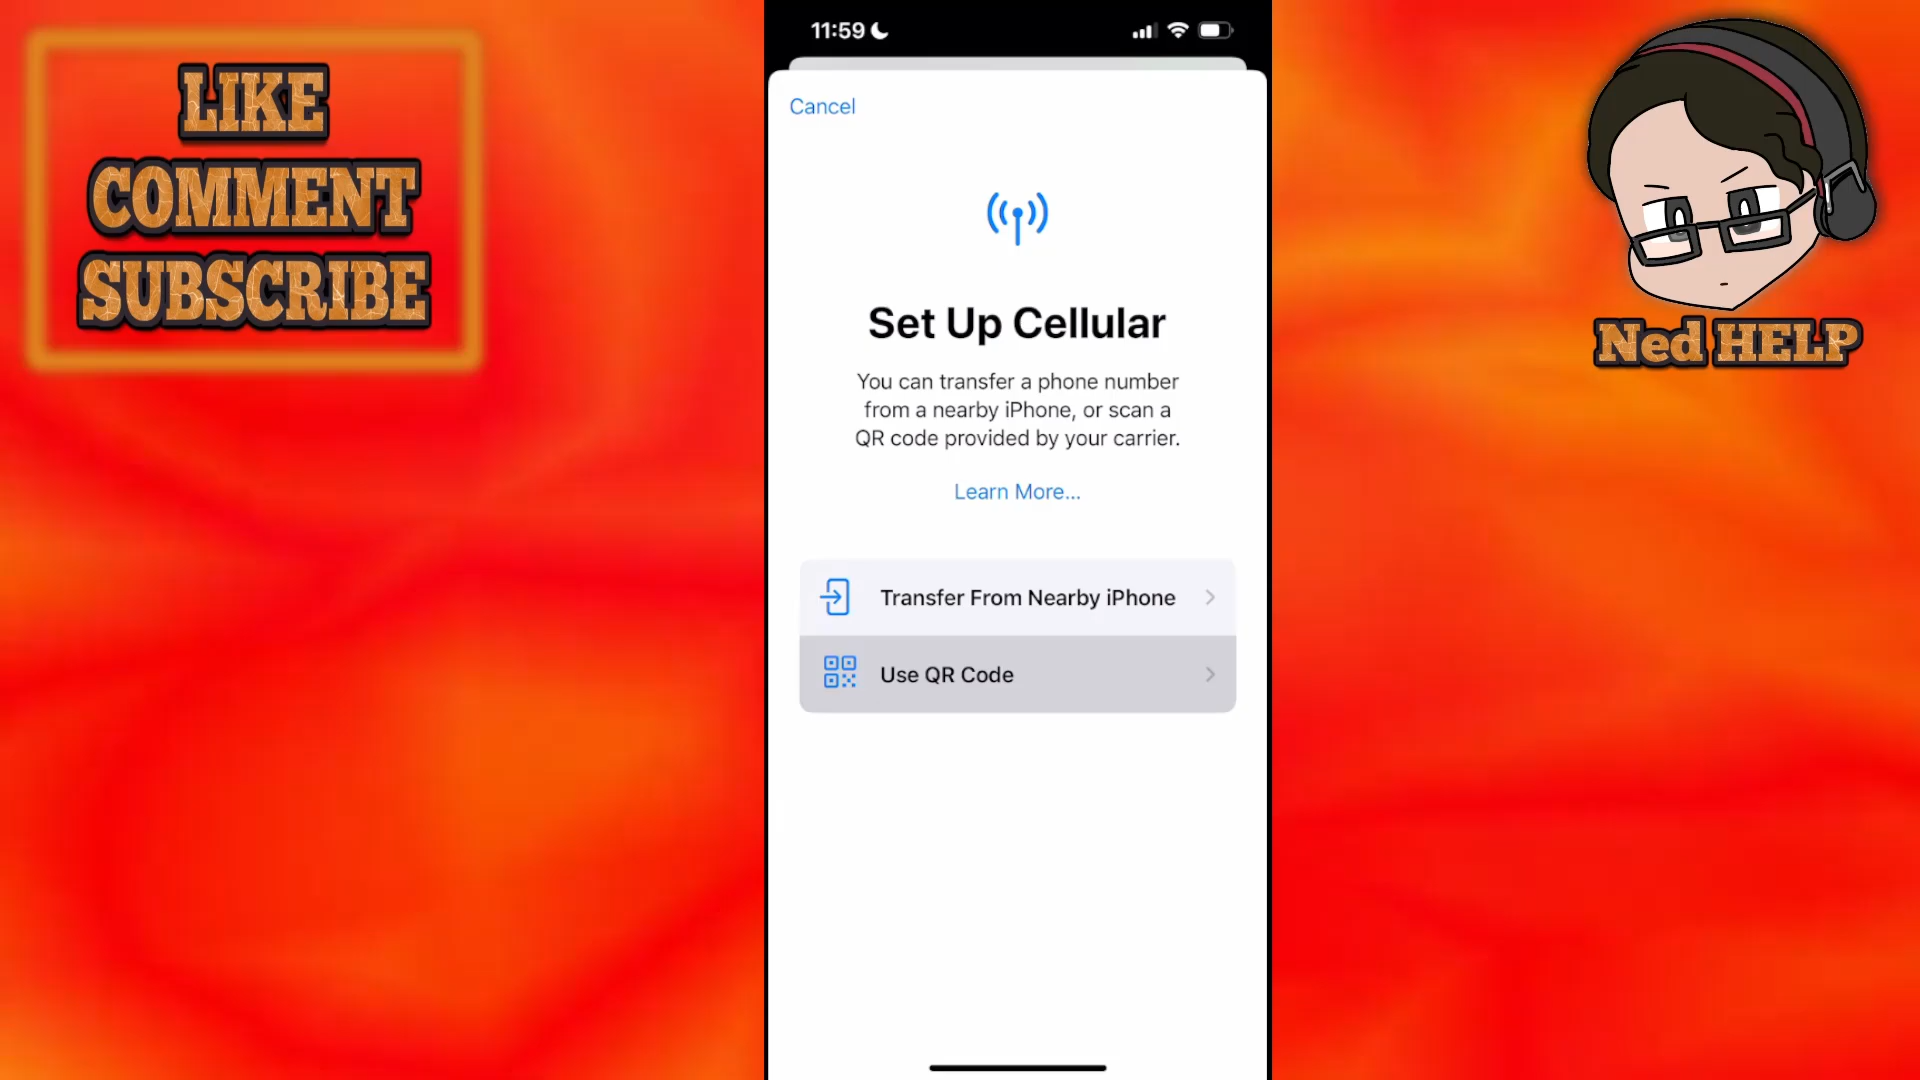 LIKE
COMMENT
SUBSCRIBE
11:59
Cancel
Set Up Cellular
You can transfer a phone number
from a nearby iPhone, or scan a
QR code provided by your carrier.
Learn More...
Transfer From Nearby iPhone
Use QR Code
Ned HELP